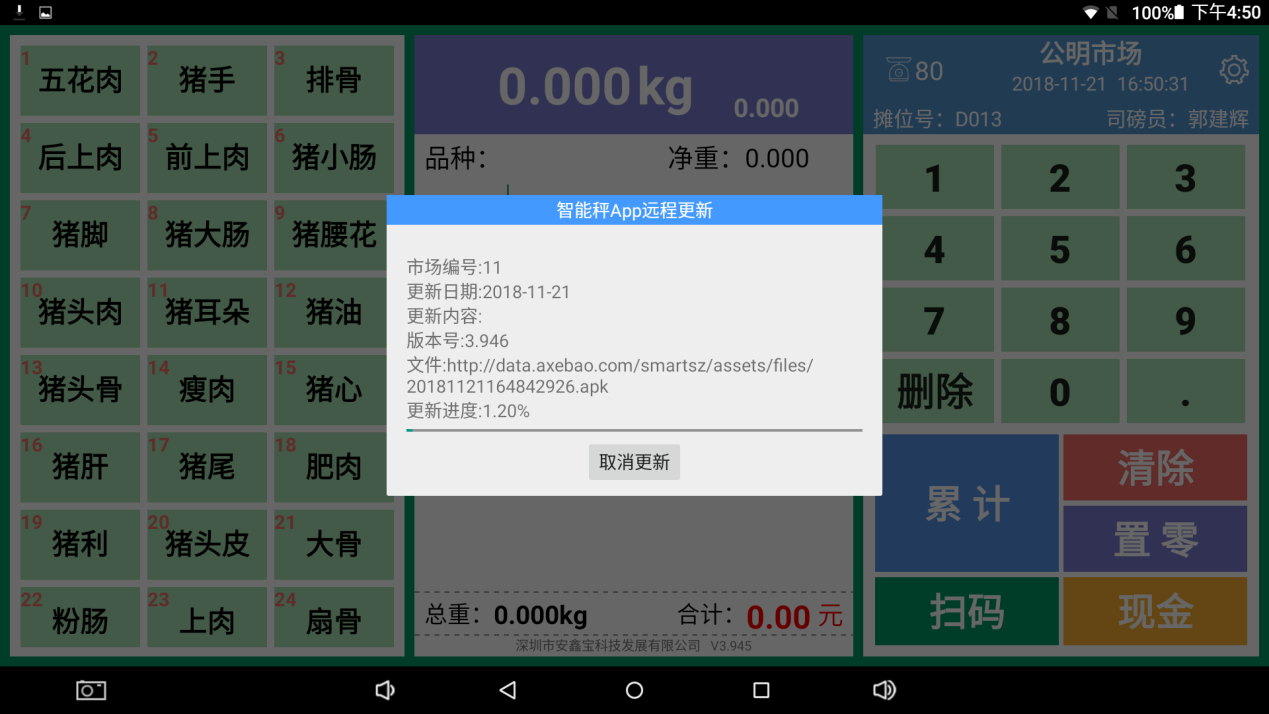 100% 下午4:50
1 五花肉
2 猪手
3 排骨
4 后上肉
5 前上肉
6 猪小肠
7 猪脚
8 猪大肠
9 猪腰花
10 猪头肉
11 猪耳朵
12 猪油
13 猪头骨
14 瘦肉
15 猪心
16 猪肝
17 猪尾
18 肥肉
19 猪利
20 猪头皮
21 大骨
22 粉肠
23 上肉
24 扇骨
0.000kg
0.000
品种：
净重：0.000
智能秤App远程更新
市场编号:11
更新日期:2018-11-21
更新内容:
版本号:3.946
文件:http://data.axebao.com/smartsz/assets/files/
20181121164842926.apk
更新进度:1.20%
取消更新
总重：0.000kg
合计：0.00 元
深圳市安鑫宝科技发展有限公司 V3.945
80
公明市场
2018-11-21 16:50:31
摊位号：D013
司磅员：郭建辉
1 2 3
4 5 6
7 8 9
删除 0 .
累计
清除
置零
扫码
现金